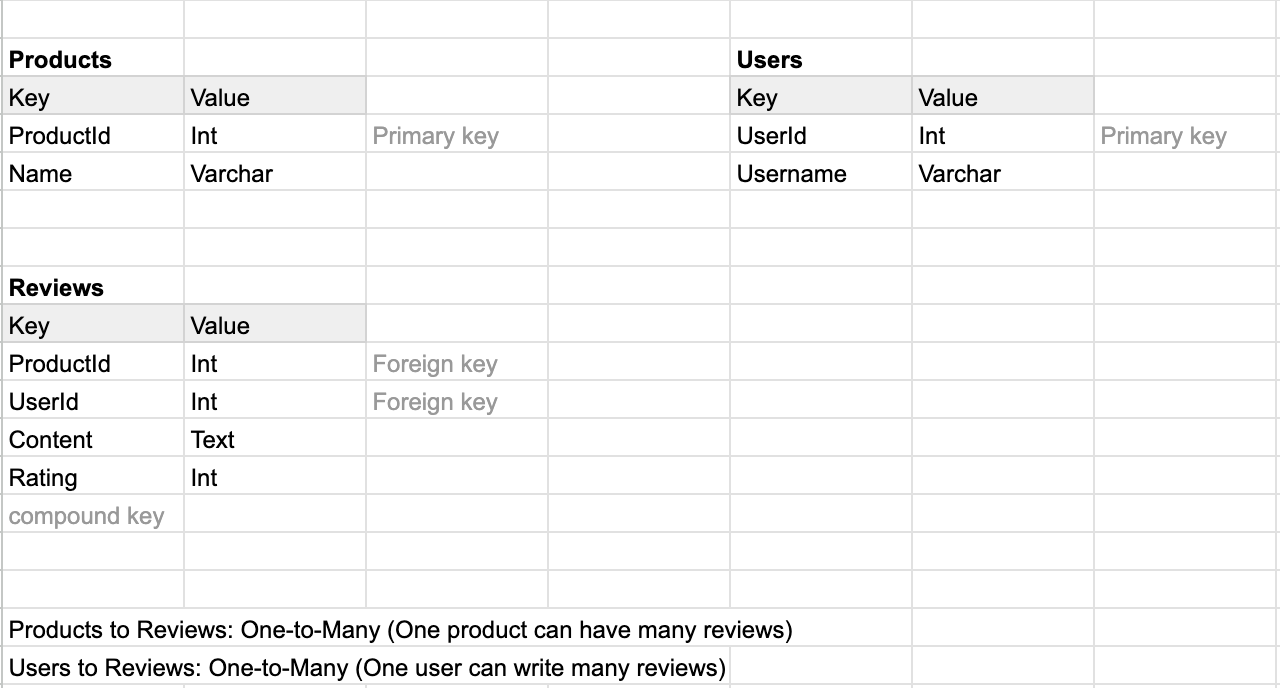 Products Users
Key Value Key Value
ProductId Int Primary key UserId Int Primary key
Name Varchar Username Varchar
Reviews
Key Value
ProductId Int Foreign key
UserId Int Foreign key
Content Text
Rating Int
compound key
Products to Reviews: One-to-Many (One product can have many reviews)
Users to Reviews: One-to-Many (One user can write many reviews)